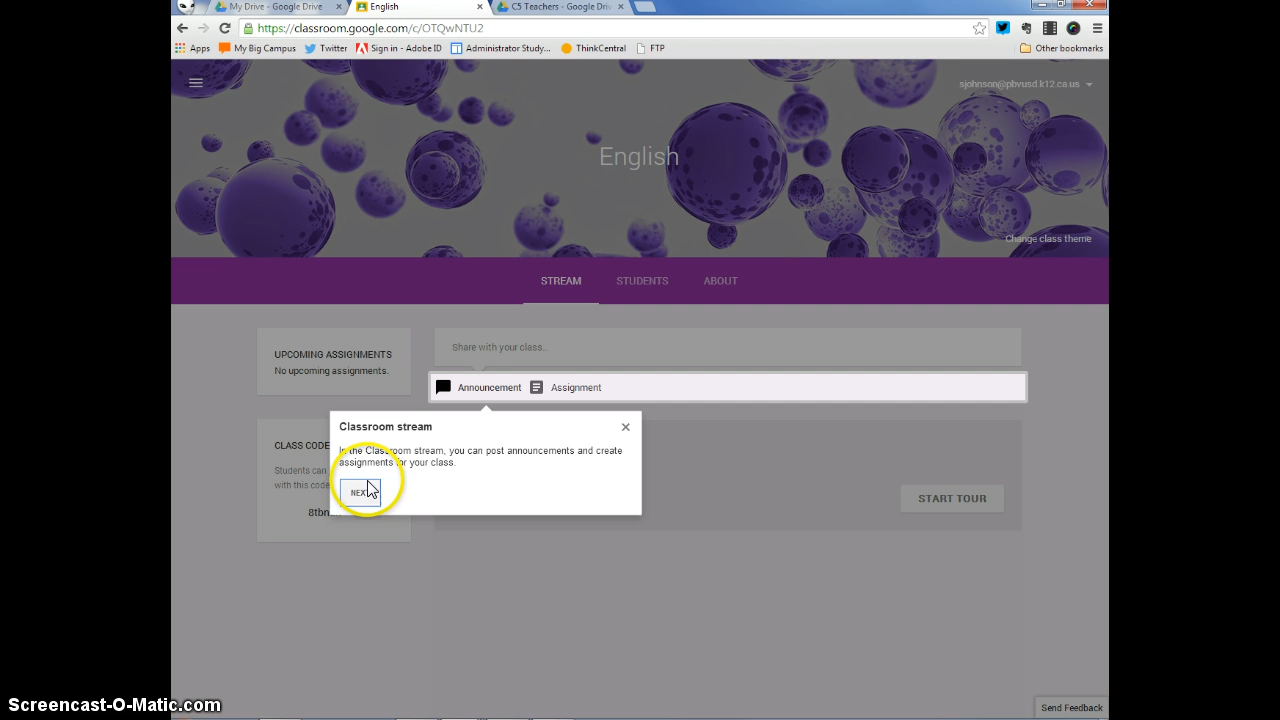 My Drive - Google Drive
English
C5 Teachers - Google Driv
https://classroom.google.com/c/OTQwNTU2
Apps
My Big Campus
Twitter
Sign in - Adobe ID
Administrator Study...
ThinkCentral
FTP
Other bookmarks
sjohnson@pbvusd.k12.ca.us
English
Change class theme
STREAM
STUDENTS
ABOUT
UPCOMING ASSIGNMENTS
No upcoming assignments.
Share with your class...
Announcement
Assignment
Classroom stream
In the Classroom stream, you can post announcements and create
assignments for your class.
NEXT
CLASS CODE
Students can
with this code
START TOUR
Send Feedback
Screencast-O-Matic.com